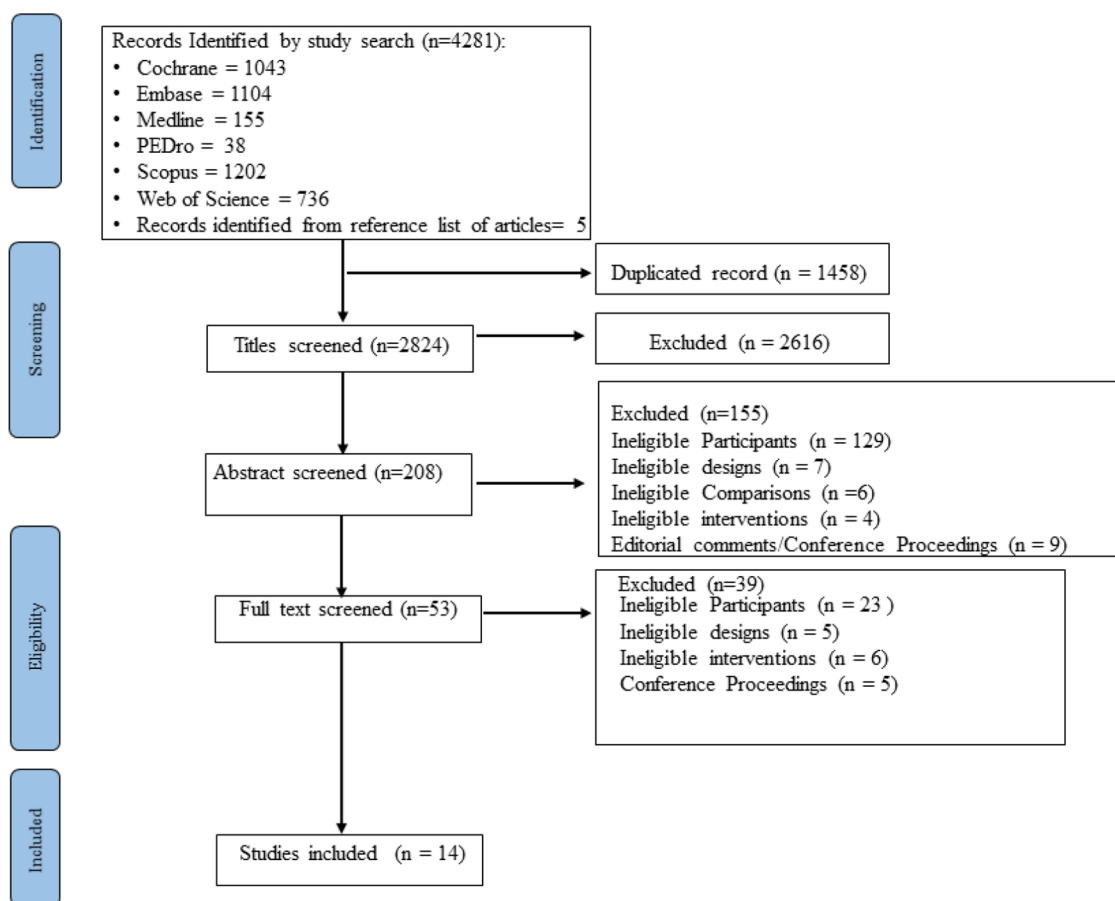 Identification
Records Identified by study search (n=4281):
• Cochrane = 1043
• Embase = 1104
• Medline = 155
• PEDro = 38
• Scopus = 1202
• Web of Science = 736
• Records identified from reference list of articles= 5
Screening
Duplicated record (n = 1458)
Titles screened (n=2824)
Excluded (n = 2616)
Abstract screened (n=208)
Excluded (n=155)
Ineligible Participants (n = 129)
Ineligible designs (n = 7)
Ineligible Comparisons (n =6)
Ineligible interventions (n = 4)
Editorial comments/Conference Proceedings (n = 9)
Eligibility
Full text screened (n=53)
Excluded (n=39)
Ineligible Participants (n = 23 )
Ineligible designs (n = 5)
Ineligible interventions (n = 6)
Conference Proceedings (n = 5)
Included
Studies included (n = 14)